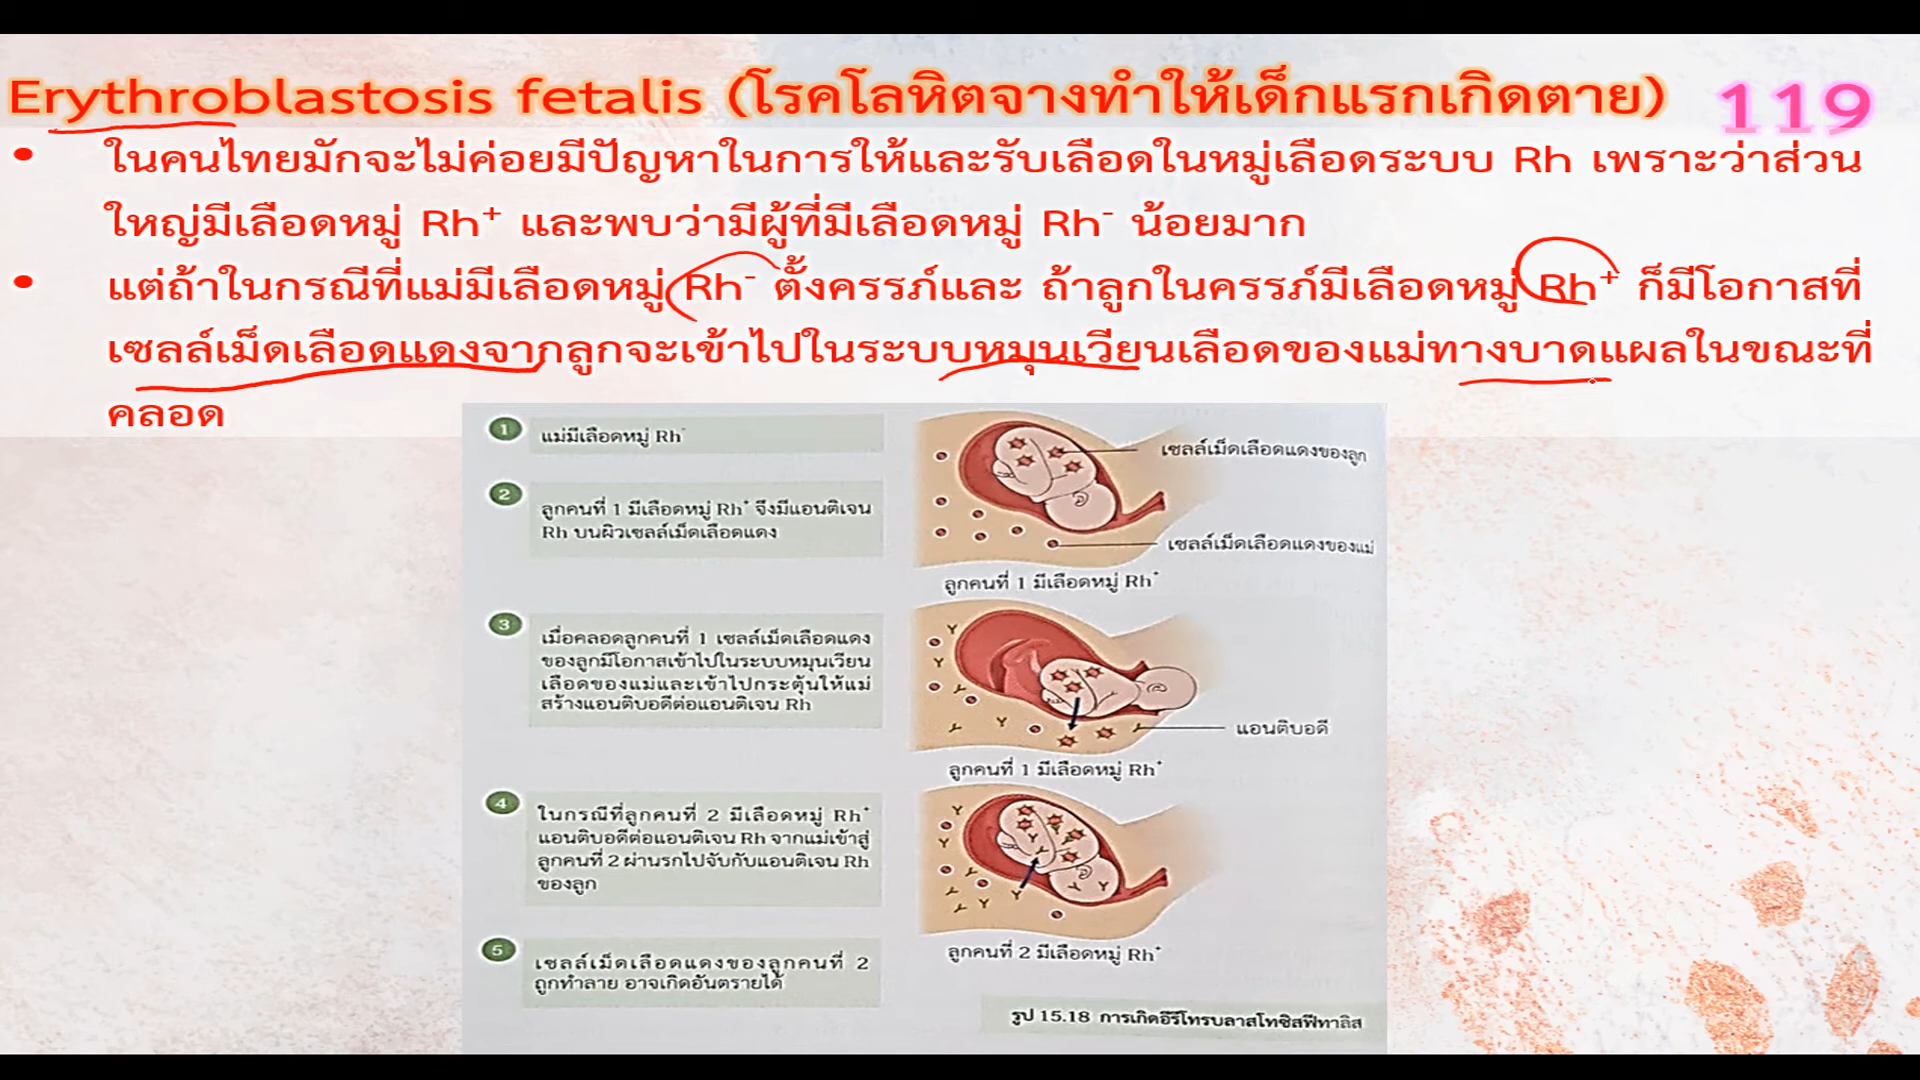 Erythroblastosis fetalis (โรคโลหิตจางทำให้เด็กแรกเกิดตาย)
119
• ในคนไทยมักจะไม่ค่อยมีปัญหาในการให้และรับเลือดในหมู่เลือดระบบ Rh เพราะว่าส่วน
ใหญ่มีเลือดหมู่ Rh⁺ และพบว่ามีผู้ที่มีเลือดหมู่ Rh⁻ น้อยมาก
• แต่ถ้าในกรณีที่แม่มีเลือดหมู่ Rh⁻ ตั้งครรภ์และ ถ้าลูกในครรภ์มีเลือดหมู่ Rh⁺ ก็มีโอกาสที่
เซลล์เม็ดเลือดแดงจากลูกจะเข้าไปในระบบหมุนเวียนเลือดของแม่ทางบาดแผลในขณะที่
คลอด
1
แม่มีเลือดหมู่ Rh⁻
2
ลูกคนที่ 1 มีเลือดหมู่ Rh⁺ จึงมีแอนติเจน
Rh บนผิวเซลล์เม็ดเลือดแดง
เซลล์เม็ดเลือดแดงของลูก
เซลล์เม็ดเลือดแดงของแม่
ลูกคนที่ 1 มีเลือดหมู่ Rh⁺
3
เมื่อคลอดลูกคนที่ 1 เซลล์เม็ดเลือดแดง
ของลูกมีโอกาสเข้าไปในระบบหมุนเวียน
เลือดของแม่และเข้าไปกระตุ้นให้แม่
สร้างแอนติบอดีต่อแอนติเจน Rh
แอนติบอดี
ลูกคนที่ 1 มีเลือดหมู่ Rh⁺
4
ในกรณีที่ลูกคนที่ 2 มีเลือดหมู่ Rh⁺
แอนติบอดีต่อแอนติเจน Rh จากแม่เข้าสู่
ลูกคนที่ 2 ผ่านรกไปจับกับแอนติเจน Rh
ของลูก
ลูกคนที่ 2 มีเลือดหมู่ Rh⁺
5
เซลล์เม็ดเลือดแดงของลูกคนที่ 2
ถูกทำลาย อาจเกิดอันตรายได้
รูป 15.18 การเกิดอีรีโทรบลาสโทซิสฟีทาลิส